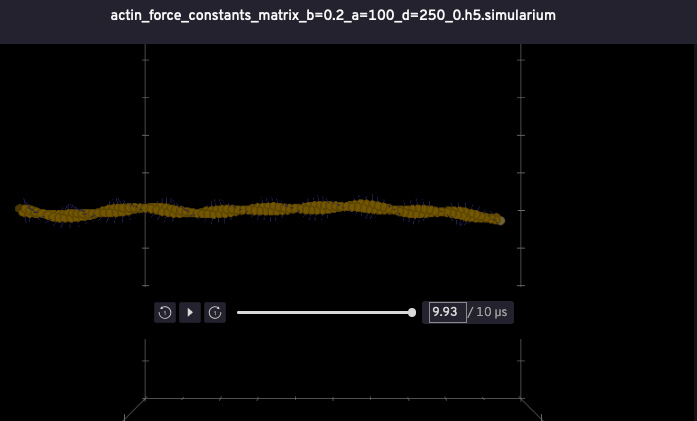 actin_force_constants_matrix_b=0.2_a=100_d=250_0.h5.simularium
9.93 / 10 µs